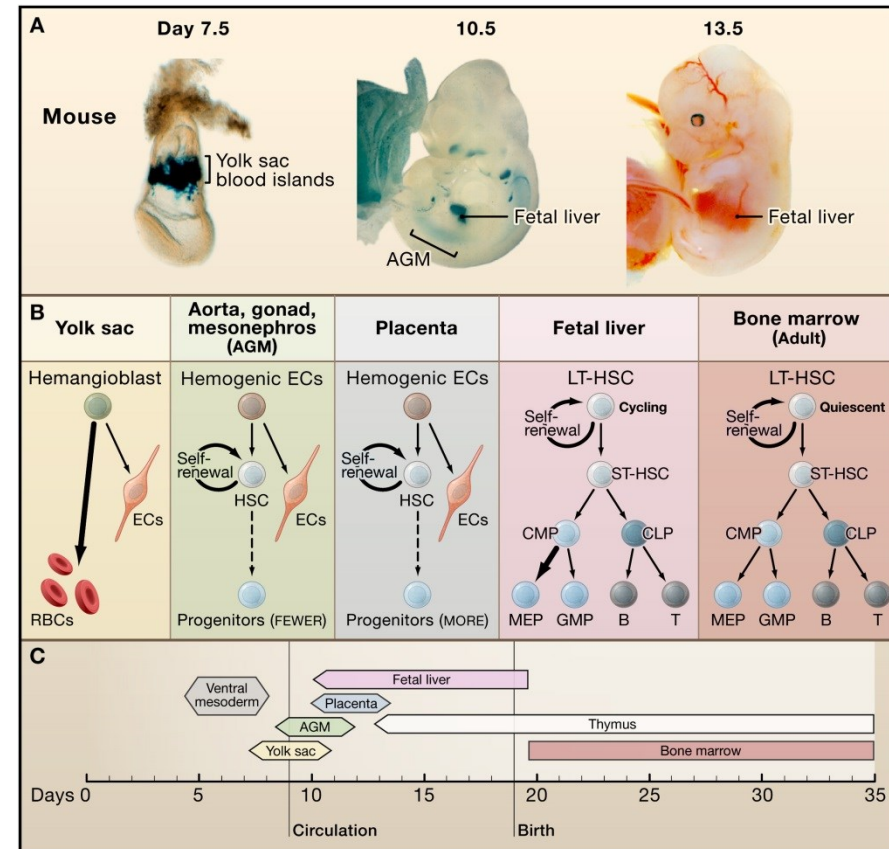 A
Day 7.5
10.5
13.5
Mouse
Yolk sac
blood islands
Fetal liver
AGM
Fetal liver
B
Yolk sac
Aorta, gonad,
mesonephros
(AGM)
Placenta
Fetal liver
Bone marrow
(Adult)
Hemangioblast
ECs
RBCs
Hemogenic ECs
Self-
renewal
HSC
ECs
Progenitors (FEWER)
Hemogenic ECs
Self-
renewal
HSC
ECs
Progenitors (MORE)
LT-HSC
Cycling
Self-
renewal
ST-HSC
CMP
CLP
MEP
GMP
B
T
LT-HSC
Quiescent
Self-
renewal
ST-HSC
CMP
CLP
MEP
GMP
B
T
C
Ventral
mesoderm
Fetal liver
Placenta
AGM
Thymus
Yolk sac
Bone marrow
Days 0 5 10 15 20 25 30 35
Circulation
Birth